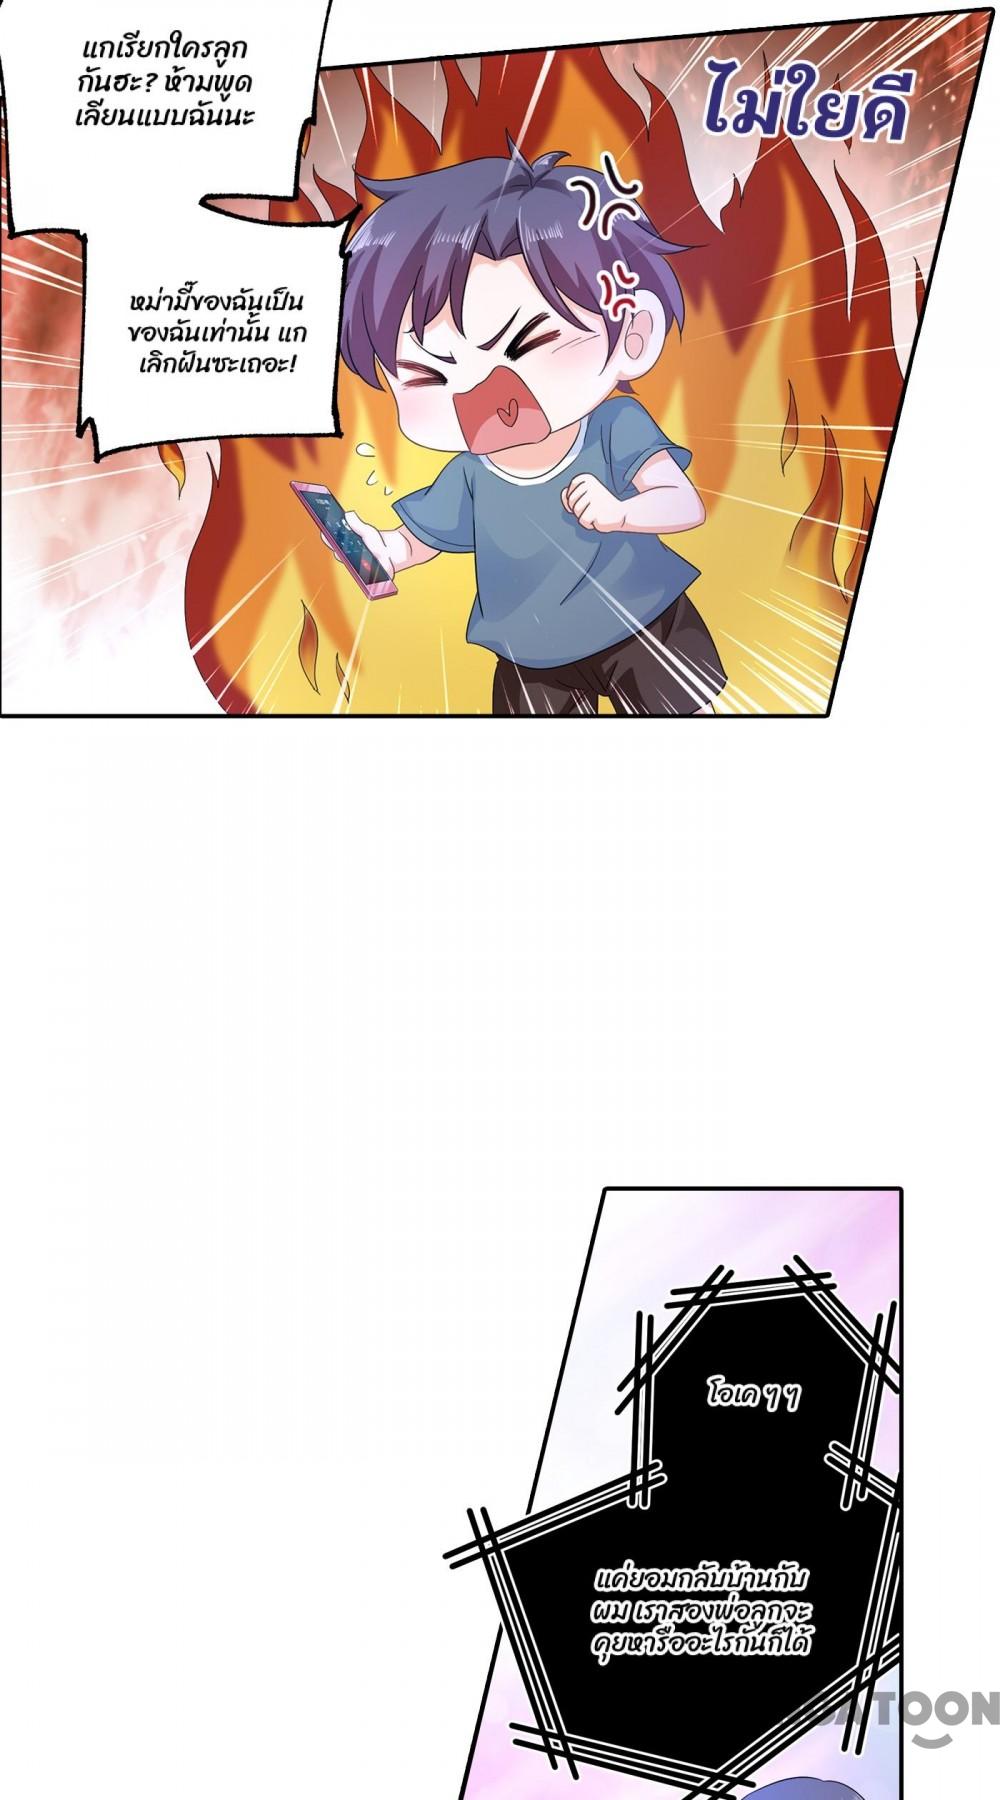 แกเรียกใครลูก
กันฮะ? ห้ามพูด
เลียนแบบฉันนะ
ไม่ใยดี
หม่ามี๊ของฉันเป็น
ของฉันเท่านั้น แก
เลิกฝันซะเถอะ!
โอเค ๆ ๆ
แค่ยอมกลับบ้านกับ
ผม เราสองพ่อลูกจะ
คุยหารืออะไรกันก็ได้
ATOON